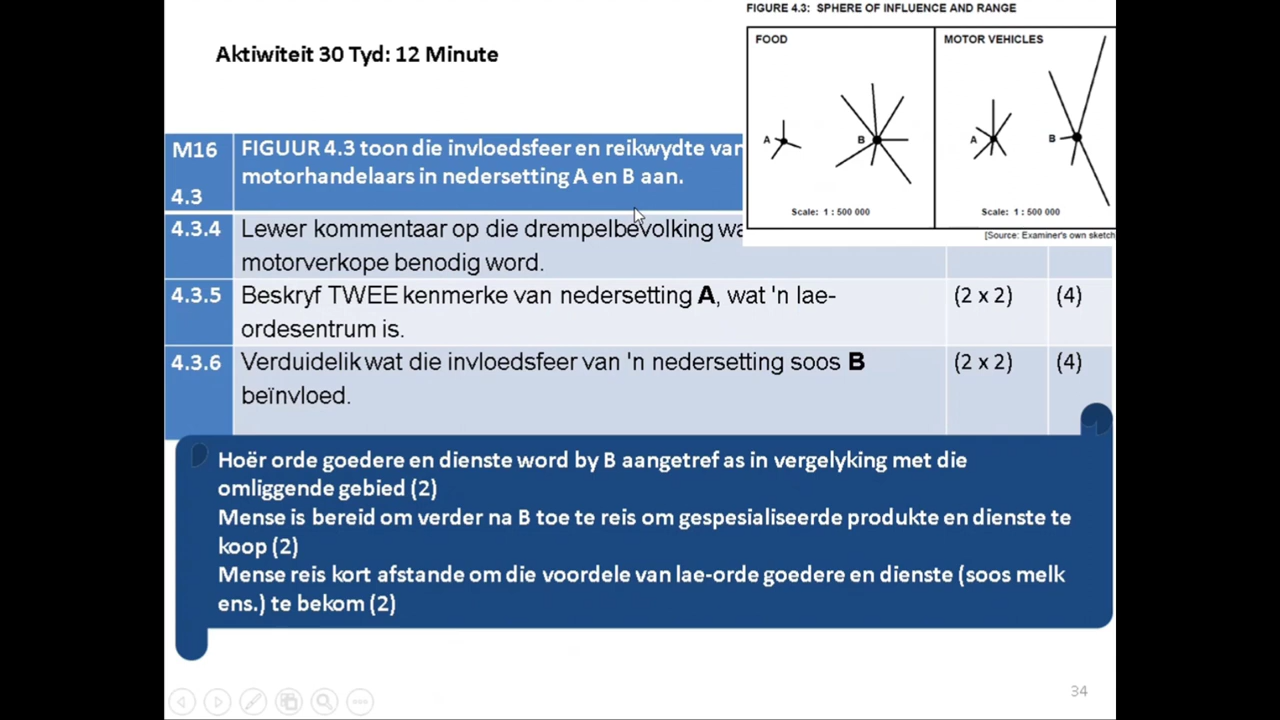 FIGURE 4.3: SPHERE OF INFLUENCE AND RANGE
FOOD
MOTOR VEHICLES
A
B
A
B
Scale: 1 : 500 000
Scale: 1 : 500 000
[Source: Examiner's own sketch
Aktiwiteit 30 Tyd: 12 Minute
M16
4.3
FIGUUR 4.3 toon die invloedsfeer en reikwydte van
motorhandelaars in nedersetting A en B aan.
4.3.4
Lewer kommentaar op die drempelbevolking
motorverkope benodig word.
4.3.5
Beskryf TWEE kenmerke van nedersetting A, wat 'n lae-
ordesentrum is.
(2 x 2)
(4)
4.3.6
Verduidelik wat die invloedsfeer van 'n nedersetting soos B
beïnvloed.
(2 x 2)
(4)
Hoër orde goedere en dienste word by B aangetref as in vergelyking met die
omliggende gebied (2)
Mense is bereid om verder na B toe te reis om gespesialiseerde produkte en dienste te
koop (2)
Mense reis kort afstande om die voordele van lae-orde goedere en dienste (soos melk
ens.) te bekom (2)
34